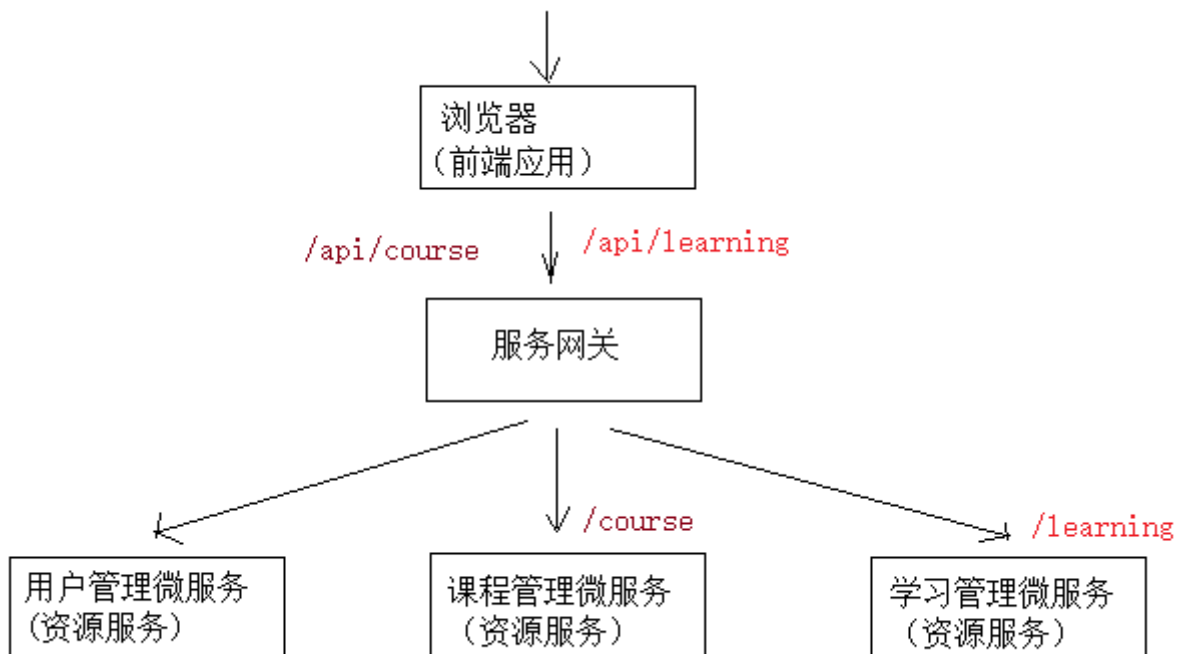 浏览器
（前端应用）
/api/course
/api/learning
服务网关
/course
/learning
用户管理微服务
(资源服务）
课程管理微服务
（资源服务）
学习管理微服务
（资源服务）